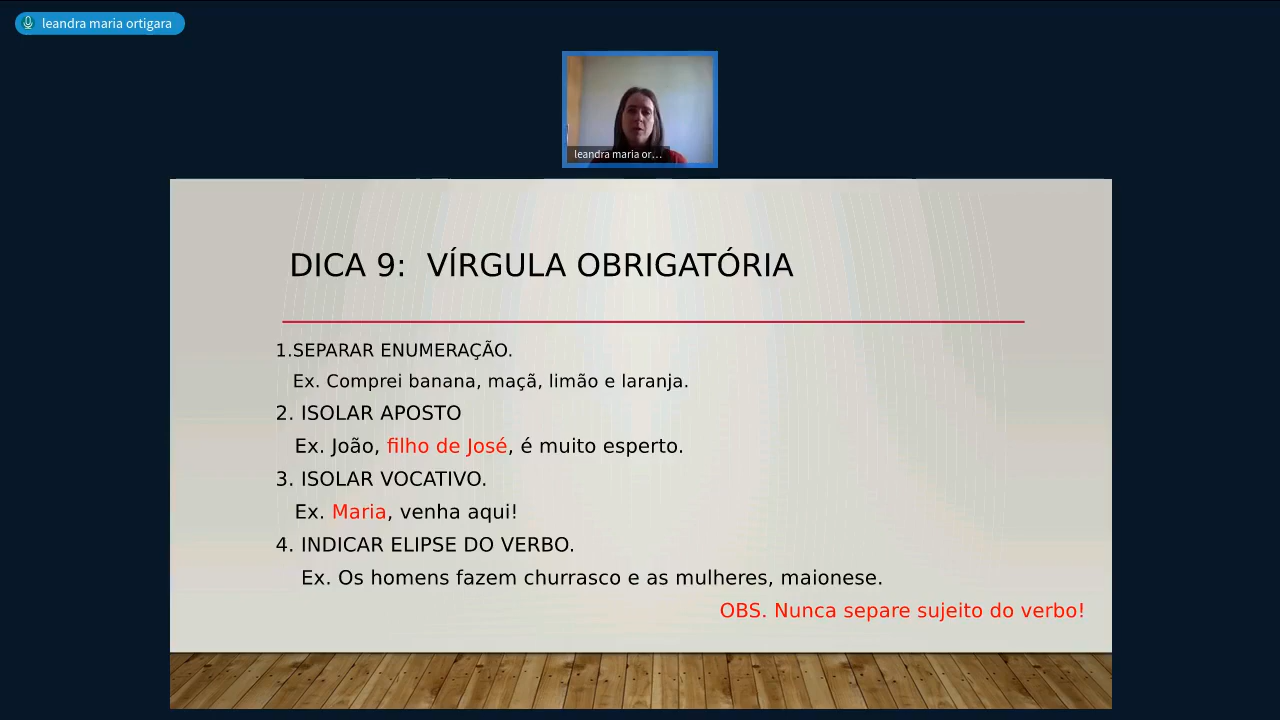 leandra maria ortigara
leandra maria or...
DICA 9: VÍRGULA OBRIGATÓRIA
1.SEPARAR ENUMERAÇÃO.
Ex. Comprei banana, maçã, limão e laranja.
2. ISOLAR APOSTO
Ex. João, filho de José, é muito esperto.
3. ISOLAR VOCATIVO.
Ex. Maria, venha aqui!
4. INDICAR ELIPSE DO VERBO.
Ex. Os homens fazem churrasco e as mulheres, maionese.
OBS. Nunca separe sujeito do verbo!